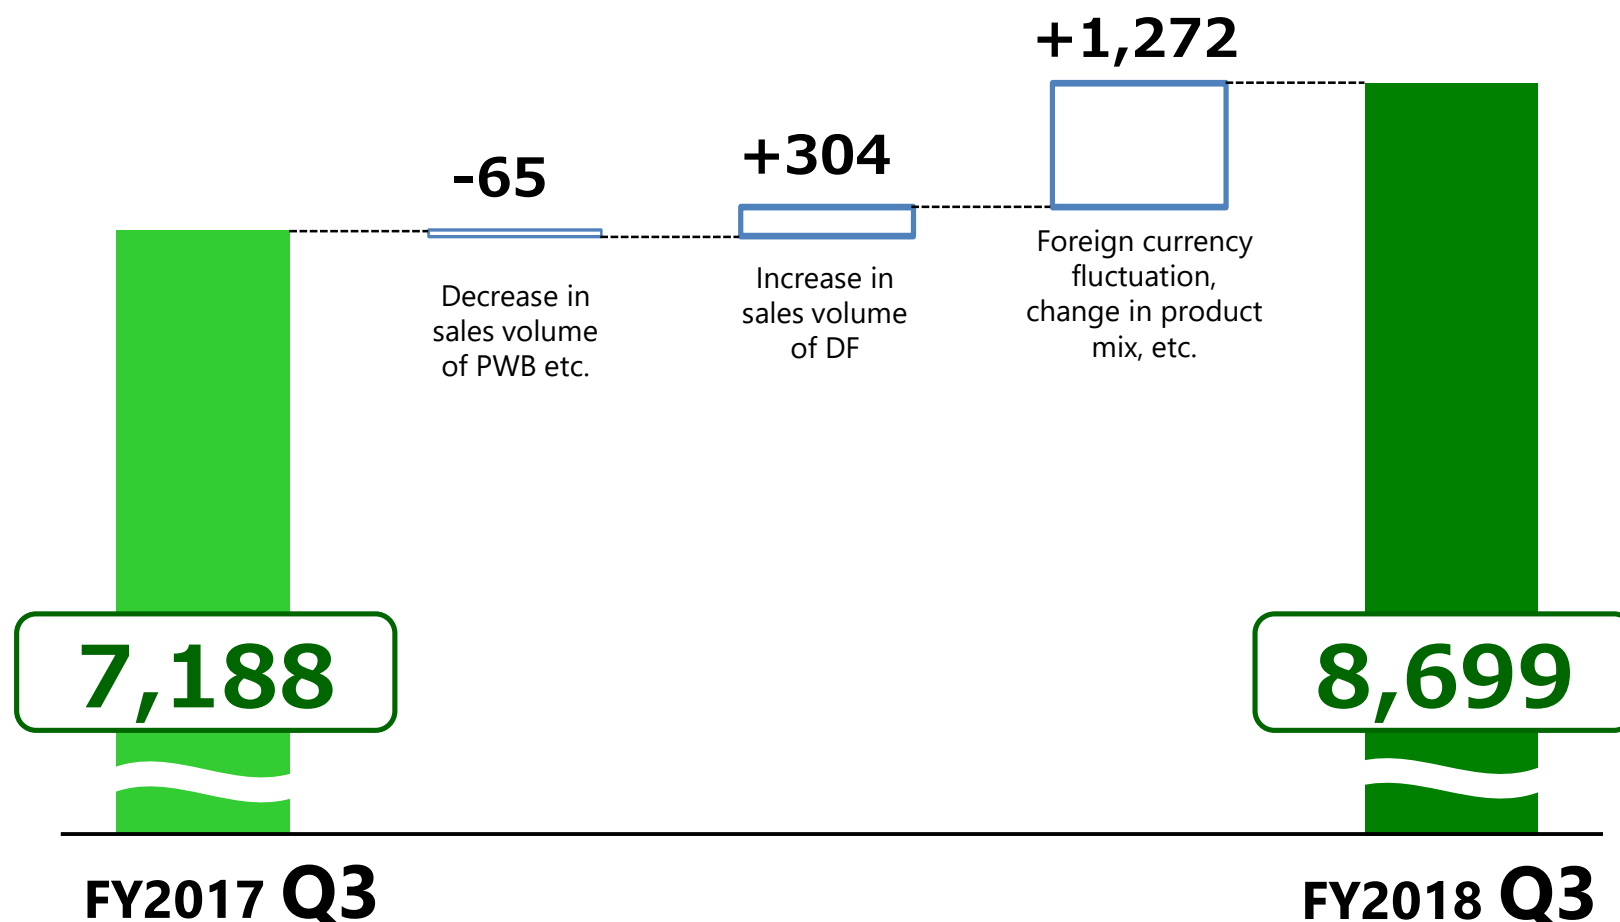 +1,272
+304
-65
Foreign currency
fluctuation,
change in product
mix, etc.
Increase in
sales volume
of DF
Decrease in
sales volume
of PWB etc.
7,188
8,699
FY2017 Q3
FY2018 Q3